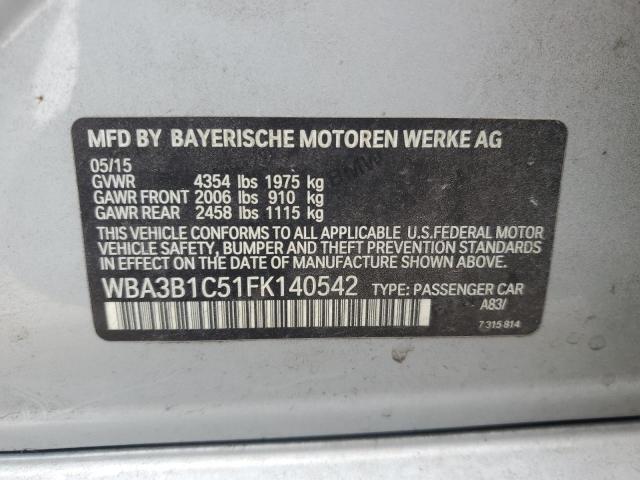 MFD BY BAYERISCHE MOTOREN WERKE AG
05/15
GVWR 4354 lbs 1975 kg
GAWR FRONT 2006 lbs 910 kg
GAWR REAR 2458 lbs 1115 kg
THIS VEHICLE CONFORMS TO ALL APPLICABLE U.S.FEDERAL MOTOR
VEHICLE SAFETY, BUMPER AND THEFT PREVENTION STANDARDS
IN EFFECT ON THE DATE OF MANUFACTURE SHOWN ABOVE.
WBA3B1C51FK140542 TYPE: PASSENGER CAR
A83/
7 315 814